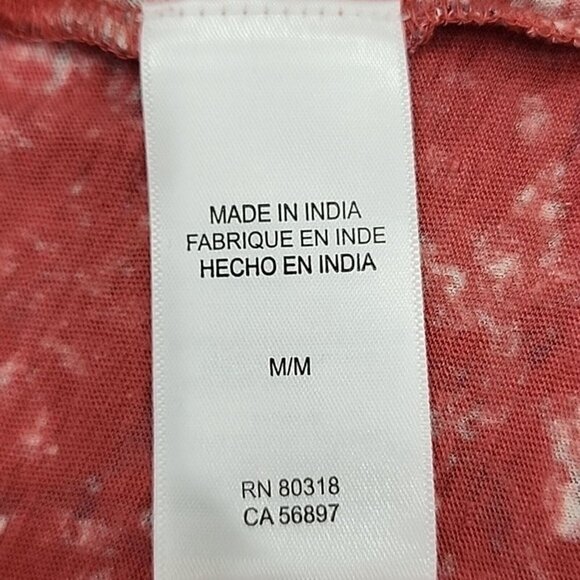 MADE IN INDIA
FABRIQUE EN INDE
HECHO EN INDIA
M/M
RN 80318
CA 56897